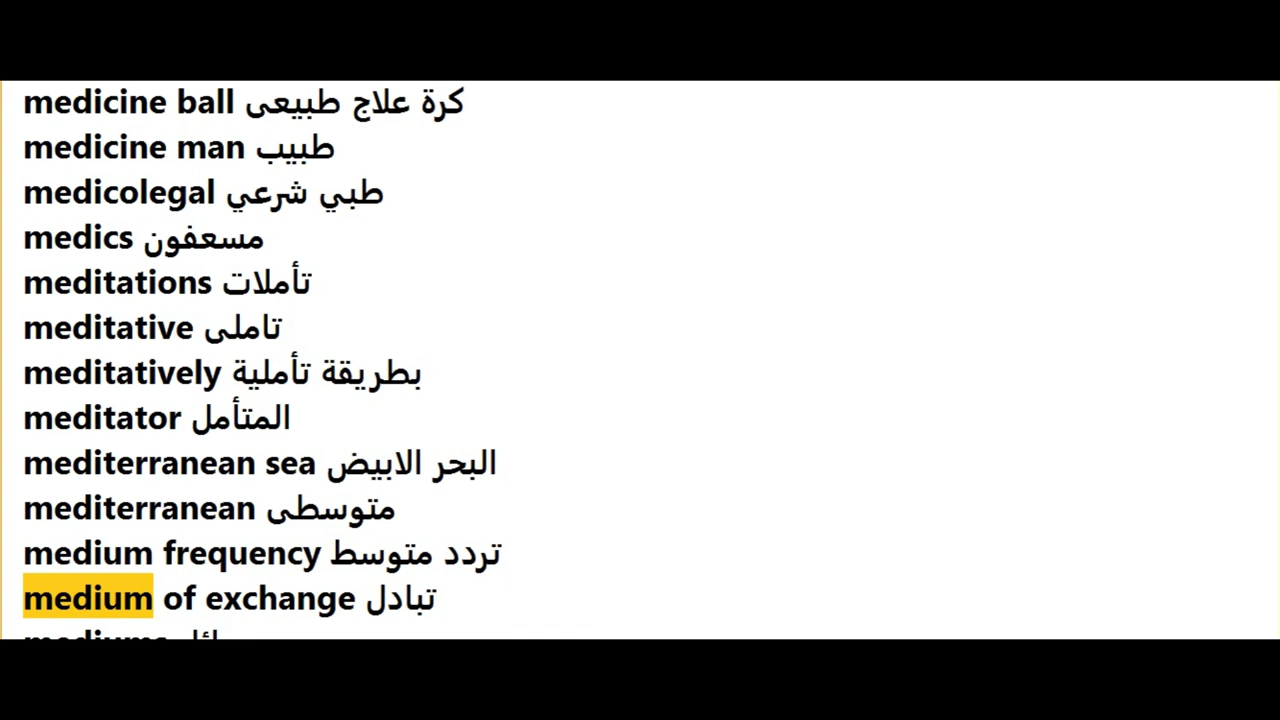 medicine ball كرة علاج طبيعى
medicine man طبيب
medicolegal طبي شرعي
medics مسعفون
meditations تأملات
meditative تاملى
meditatively بطريقة تأملية
meditator المتأمل
mediterranean sea البحر الابيض
mediterranean متوسطى
medium frequency تردد متوسط
medium of exchange تبادل
mediums